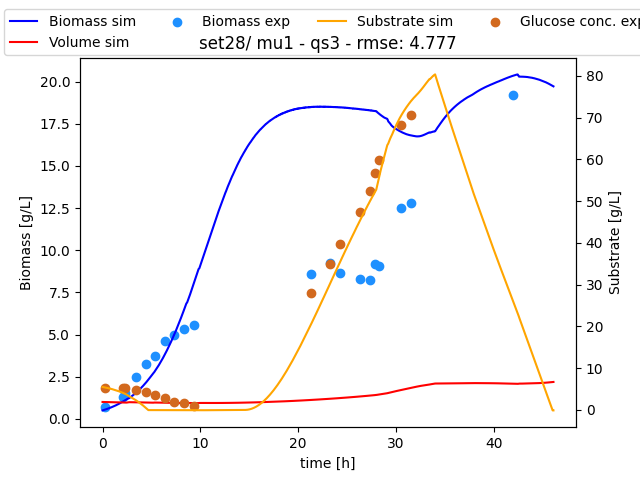 Biomass sim
Biomass exp
Substrate sim
Glucose conc. exp
Volume sim
set28/ mu1 - qs3 - rmse: 4.777
20.0
17.5
15.0
12.5
10.0
7.5
5.0
2.5
0.0
Biomass [g/L]
80
70
60
50
40
30
20
10
0
Substrate [g/L]
0
10
20
30
40
time [h]